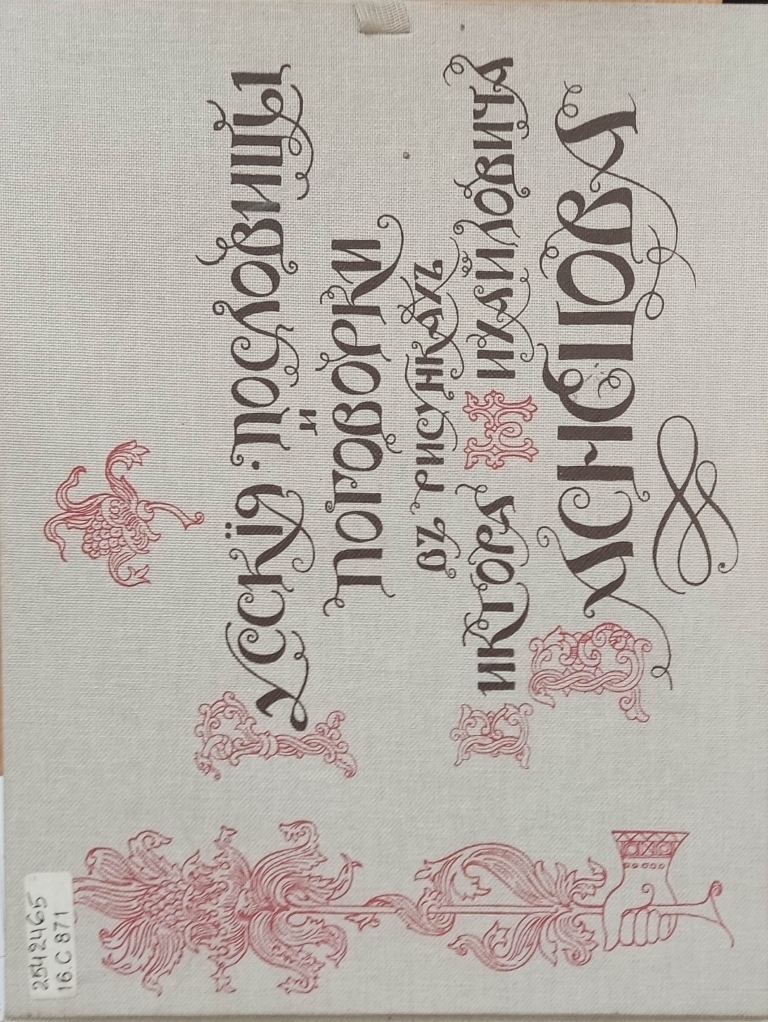 Русскія пословицы
и
поговорки
въ рисункахъ
Виктора Михайловича
Васнецова
2542465
16 C 871